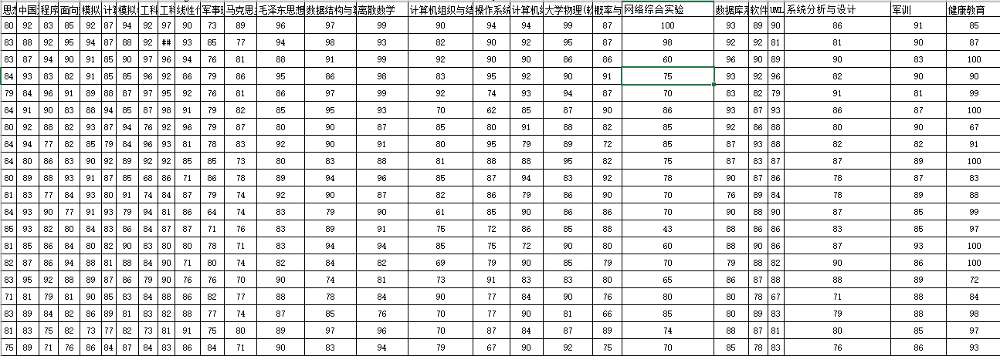 思想 中国近 程序 面向 模拟 计算 模拟 工科 工科 线性代 军事理 马克思主 毛泽东思想 数据结构与算 离散数学 计算机组织与结 操作系统 计算机组 大学物理(软 概率与 网络综合实验 数据库系 软件 UML 系统分析与设计 军训 健康教育
80 92 83 85 92 87 94 92 97 90 73 89 96 97 99 90 94 94 99 87 100 93 89 90 86 91 85
83 88 92 95 94 87 88 92 ## 93 85 77 94 98 93 82 90 92 95 87 98 92 92 81 81 90 87
83 87 94 90 91 85 90 97 96 94 76 81 88 91 99 92 90 90 86 86 60 96 90 89 90 83 100
84 93 83 82 91 85 85 96 92 86 79 86 95 86 98 83 95 92 90 91 75 93 92 96 82 90 90
79 84 96 91 89 88 87 97 95 92 76 81 86 97 99 92 74 93 94 87 70 83 82 79 91 81 99
84 91 90 83 88 94 85 87 98 91 79 82 85 95 93 70 62 85 87 90 86 93 87 93 86 87 100
80 92 88 82 93 87 94 76 92 96 79 87 80 90 87 85 80 91 88 82 85 92 86 88 80 90 67
84 94 77 82 85 79 84 96 93 81 78 83 92 90 91 80 95 79 89 72 85 87 93 88 82 82 91
84 80 86 83 90 92 89 92 92 85 85 73 80 83 88 81 88 88 95 82 75 87 83 87 87 89 100
80 89 88 93 91 87 85 68 86 71 86 78 89 94 96 85 87 94 83 92 78 90 87 86 78 87 83
81 83 77 84 93 80 91 74 84 87 79 74 92 90 87 82 86 79 86 90 70 76 89 84 78 89 88
84 93 90 77 91 93 79 94 81 86 64 74 83 79 90 61 85 90 86 86 70 90 88 90 87 85 99
85 93 82 80 84 83 86 84 87 87 71 76 83 89 91 75 72 86 85 88 43 88 86 86 83 85 97
81 85 86 84 80 82 90 83 80 80 78 71 83 94 94 85 75 72 90 80 60 88 90 86 87 93 100
82 87 86 94 88 81 88 84 90 71 80 74 82 84 82 69 79 90 85 79 70 79 88 82 90 86 100
83 95 92 88 89 87 86 79 90 76 76 70 90 74 81 73 91 83 83 80 65 86 87 88 88 89 72
71 81 79 81 90 85 83 84 88 86 82 77 88 78 84 90 77 84 90 76 80 80 78 67 71 88 84
83 89 84 82 86 89 81 83 82 88 77 74 87 85 76 70 77 90 81 66 85 80 89 83 79 88 98
81 83 75 82 73 77 82 73 81 91 75 80 89 97 96 70 87 84 87 89 74 88 87 81 80 85 97
75 89 71 76 86 84 87 84 83 86 84 71 90 83 94 79 67 90 92 75 70 85 78 83 76 86 93